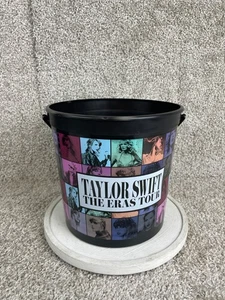 TAYLOR SWIFT
THE ERAS TOUR